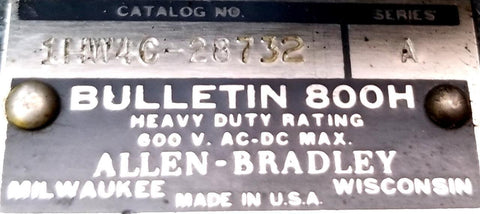 CATALOG NO. SERIES
1HW4C-28732 A
BULLETIN 800H
HEAVY DUTY RATING
600 V. AC-DC MAX.
ALLEN-BRADLEY
MILWAUKEE WISCONSIN
MADE IN U.S.A.